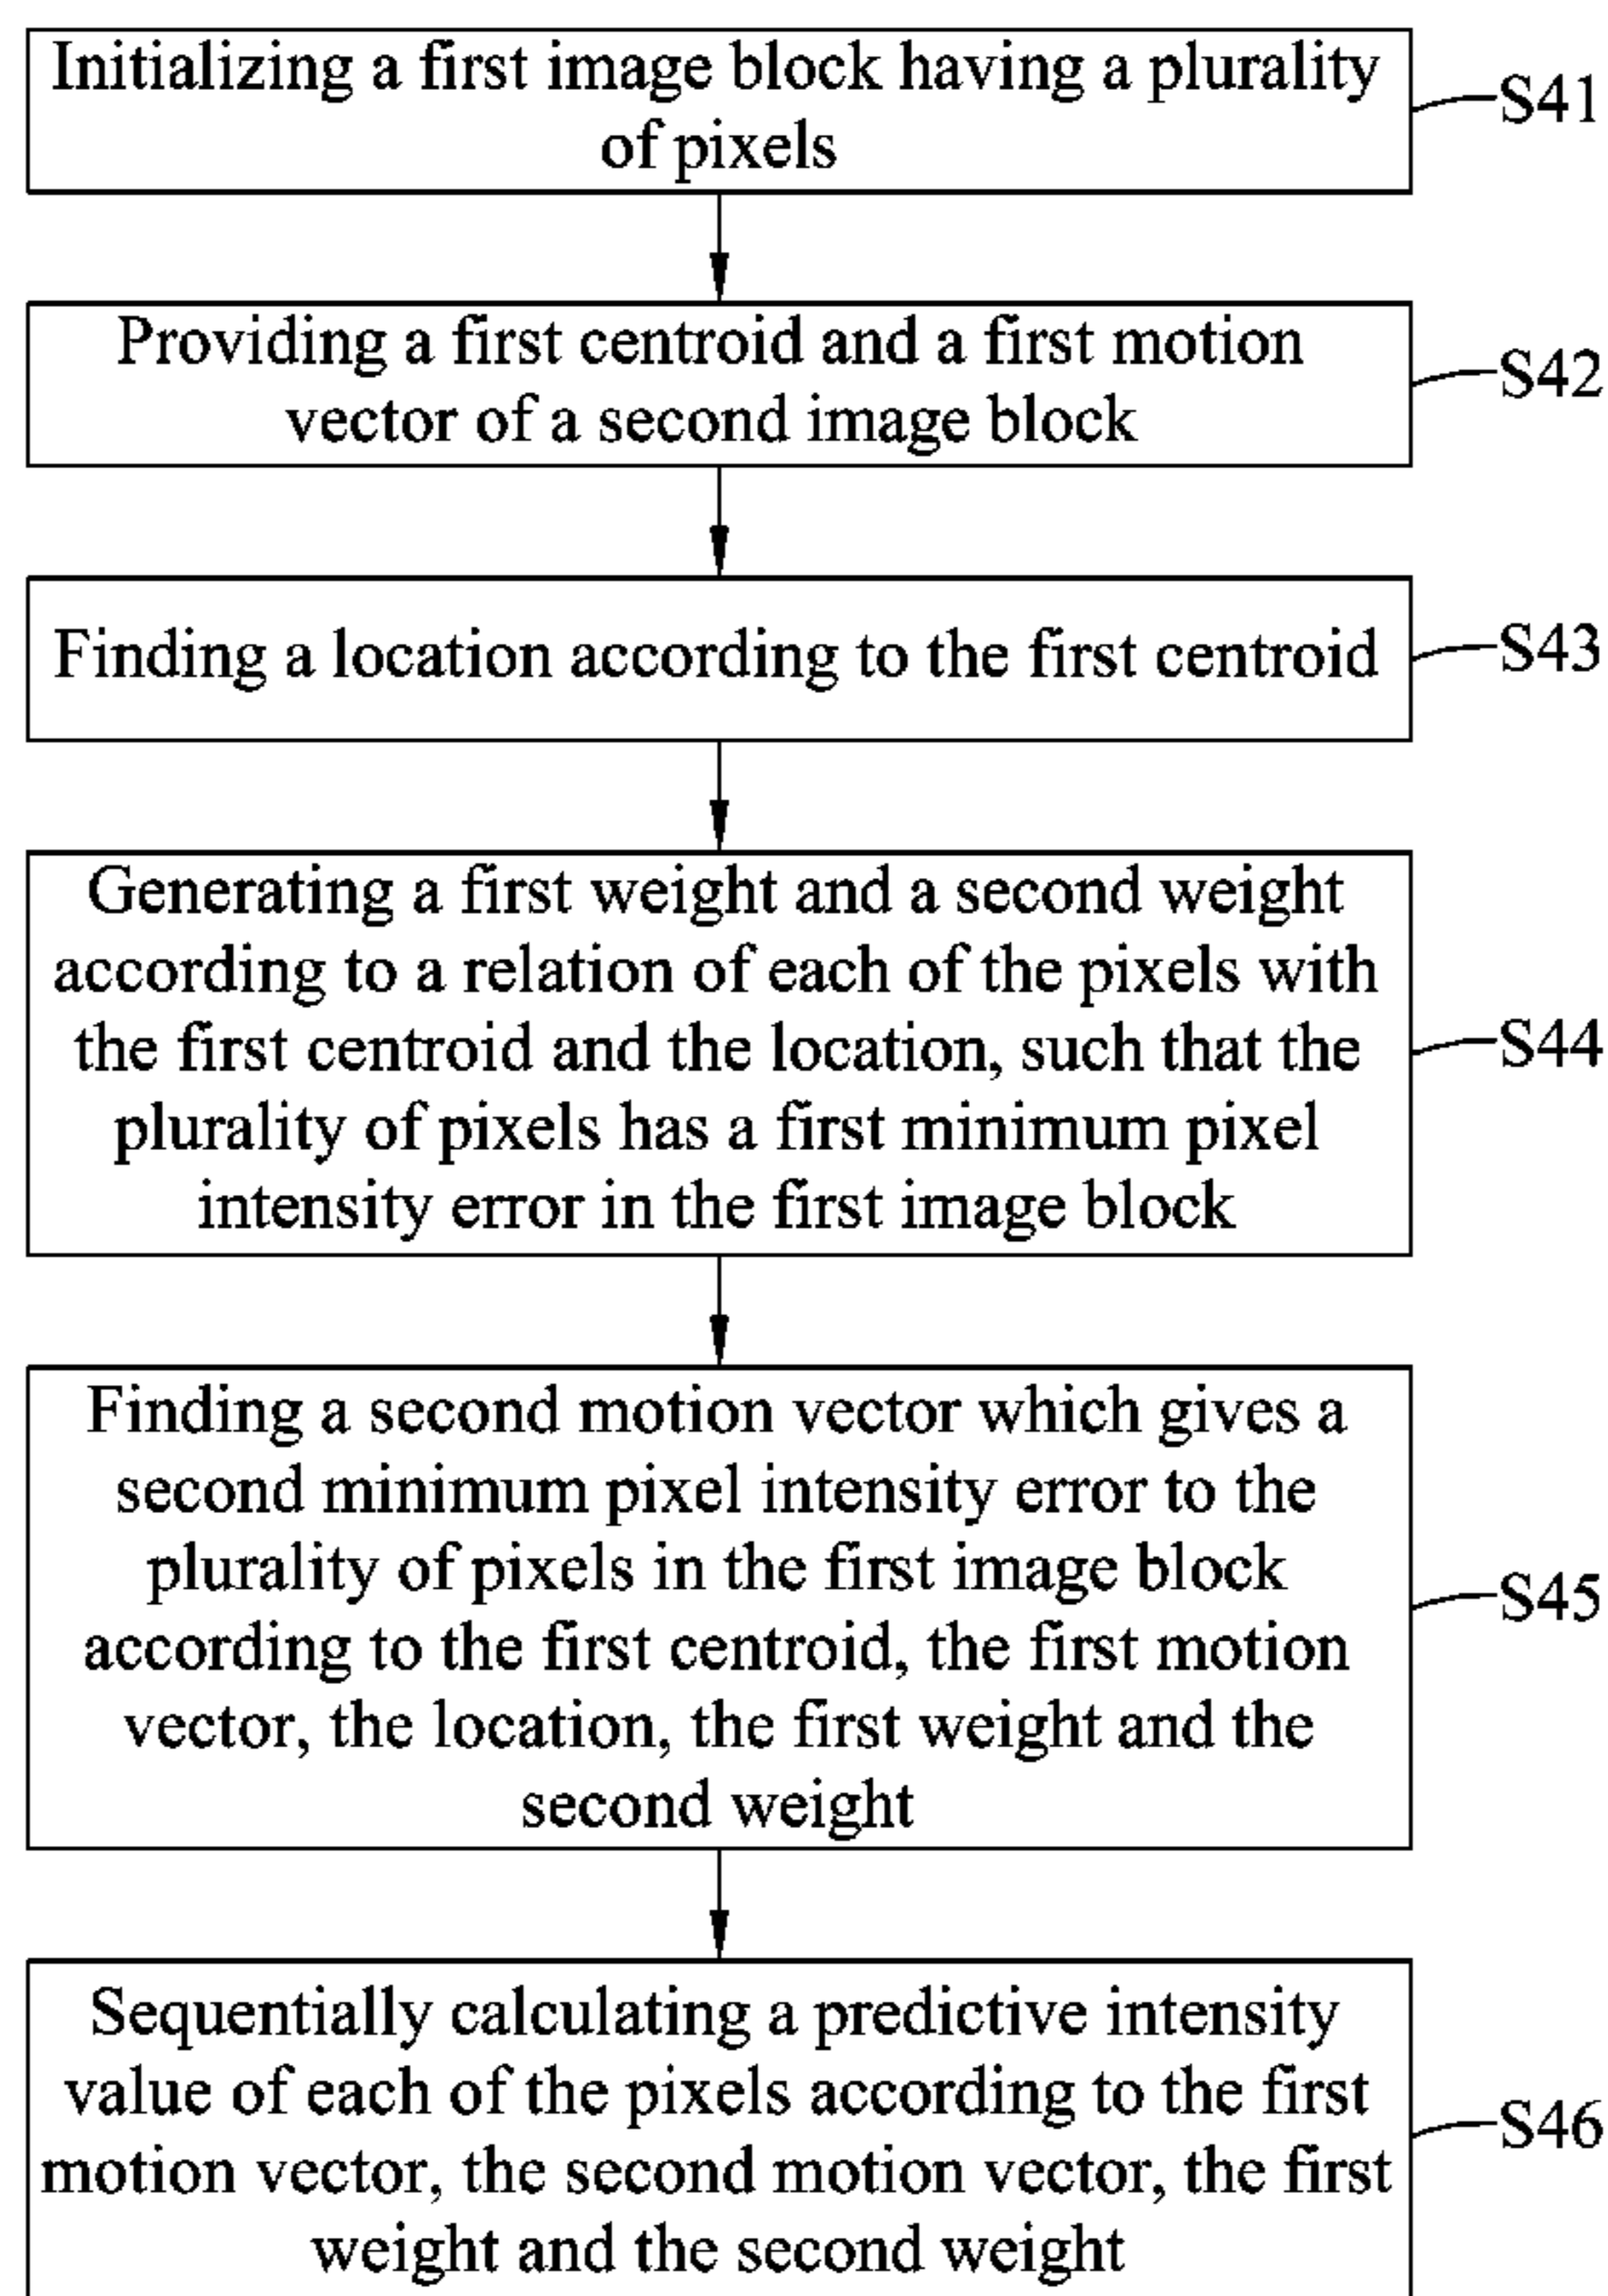 Initializing a first image block having a plurality
of pixels
S41
Providing a first centroid and a first motion
vector of a second image block
S42
Finding a location according to the first centroid
S43
Generating a first weight and a second weight
according to a relation of each of the pixels with
the first centroid and the location, such that the
plurality of pixels has a first minimum pixel
intensity error in the first image block
S44
Finding a second motion vector which gives a
second minimum pixel intensity error to the
plurality of pixels in the first image block
according to the first centroid, the first motion
vector, the location, the first weight and the
second weight
S45
Sequentially calculating a predictive intensity
value of each of the pixels according to the first
motion vector, the second motion vector, the first
weight and the second weight
S46